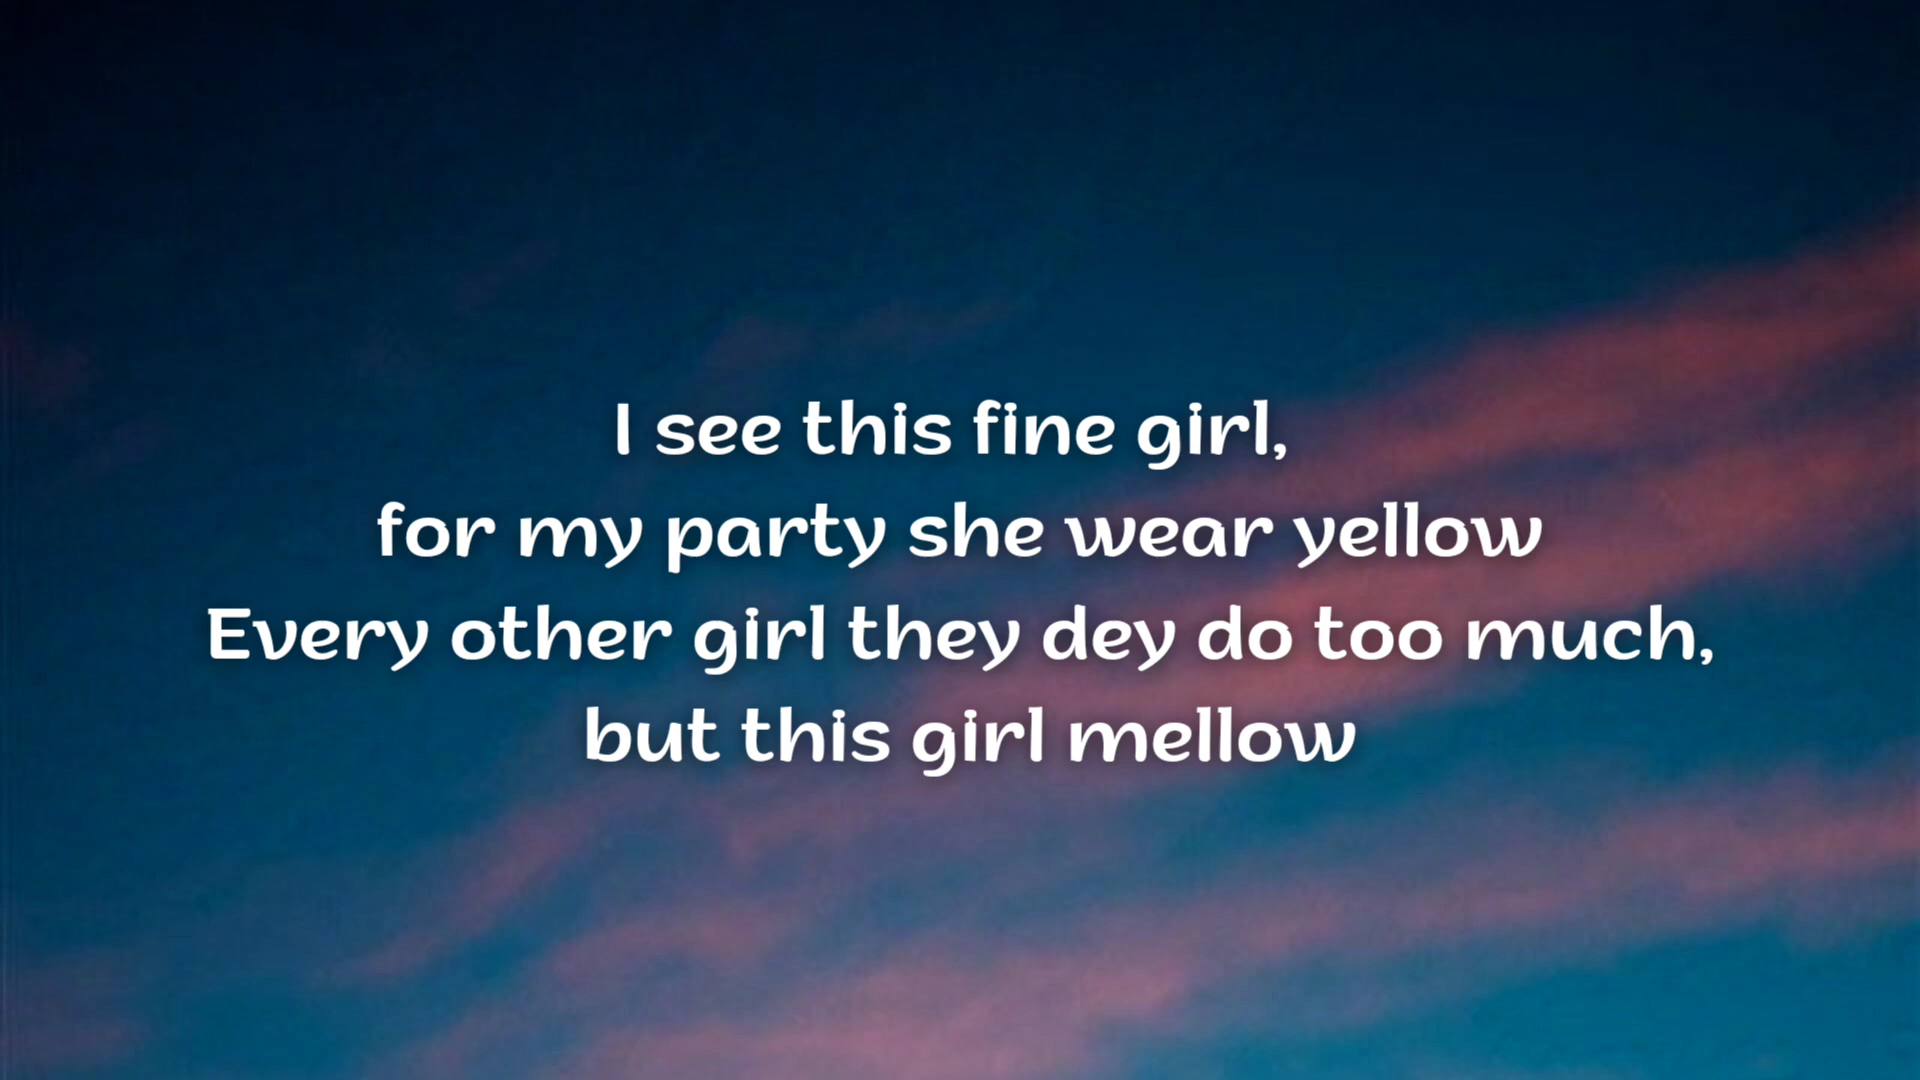 I see this fine girl,
for my party she wear yellow
Every other girl they dey do too much,
but this girl mellow